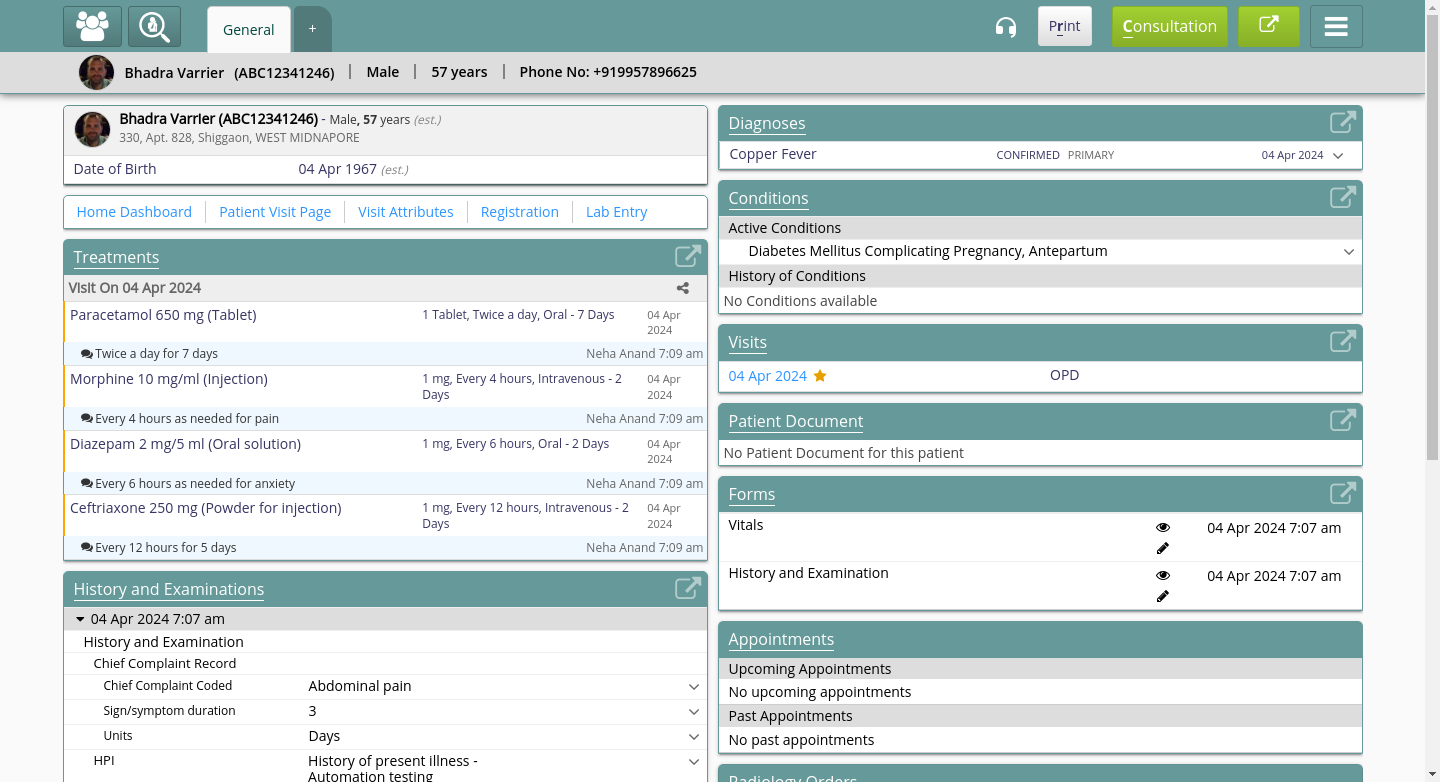 General
+
Print
Consultation
Bhadra Varrier (ABC12341246) | Male | 57 years | Phone No: +919957896625
Bhadra Varrier (ABC12341246) - Male, 57 years (est.)
330, Apt. 828, Shiggaon, WEST MIDNAPORE
Date of Birth 04 Apr 1967 (est.)
Home Dashboard Patient Visit Page Visit Attributes Registration Lab Entry
Treatments
Visit On 04 Apr 2024
Paracetamol 650 mg (Tablet) 1 Tablet, Twice a day, Oral - 7 Days 04 Apr
2024
Twice a day for 7 days Neha Anand 7:09 am
Morphine 10 mg/ml (Injection) 1 mg, Every 4 hours, Intravenous - 2 04 Apr
Days 2024
Every 4 hours as needed for pain Neha Anand 7:09 am
Diazepam 2 mg/5 ml (Oral solution) 1 mg, Every 6 hours, Oral - 2 Days 04 Apr
2024
Every 6 hours as needed for anxiety Neha Anand 7:09 am
Ceftriaxone 250 mg (Powder for injection) 1 mg, Every 12 hours, Intravenous - 2 04 Apr
Days 2024
Every 12 hours for 5 days Neha Anand 7:09 am
History and Examinations
04 Apr 2024 7:07 am
History and Examination
Chief Complaint Record
Chief Complaint Coded Abdominal pain
Sign/symptom duration 3
Units Days
HPI History of present illness -
Automation testing
Diagnoses
Copper Fever CONFIRMED PRIMARY 04 Apr 2024
Conditions
Active Conditions
Diabetes Mellitus Complicating Pregnancy, Antepartum
History of Conditions
No Conditions available
Visits
04 Apr 2024 OPD
Patient Document
No Patient Document for this patient
Forms
Vitals 04 Apr 2024 7:07 am
History and Examination 04 Apr 2024 7:07 am
Appointments
Upcoming Appointments
No upcoming appointments
Past Appointments
No past appointments
Radiology Orders